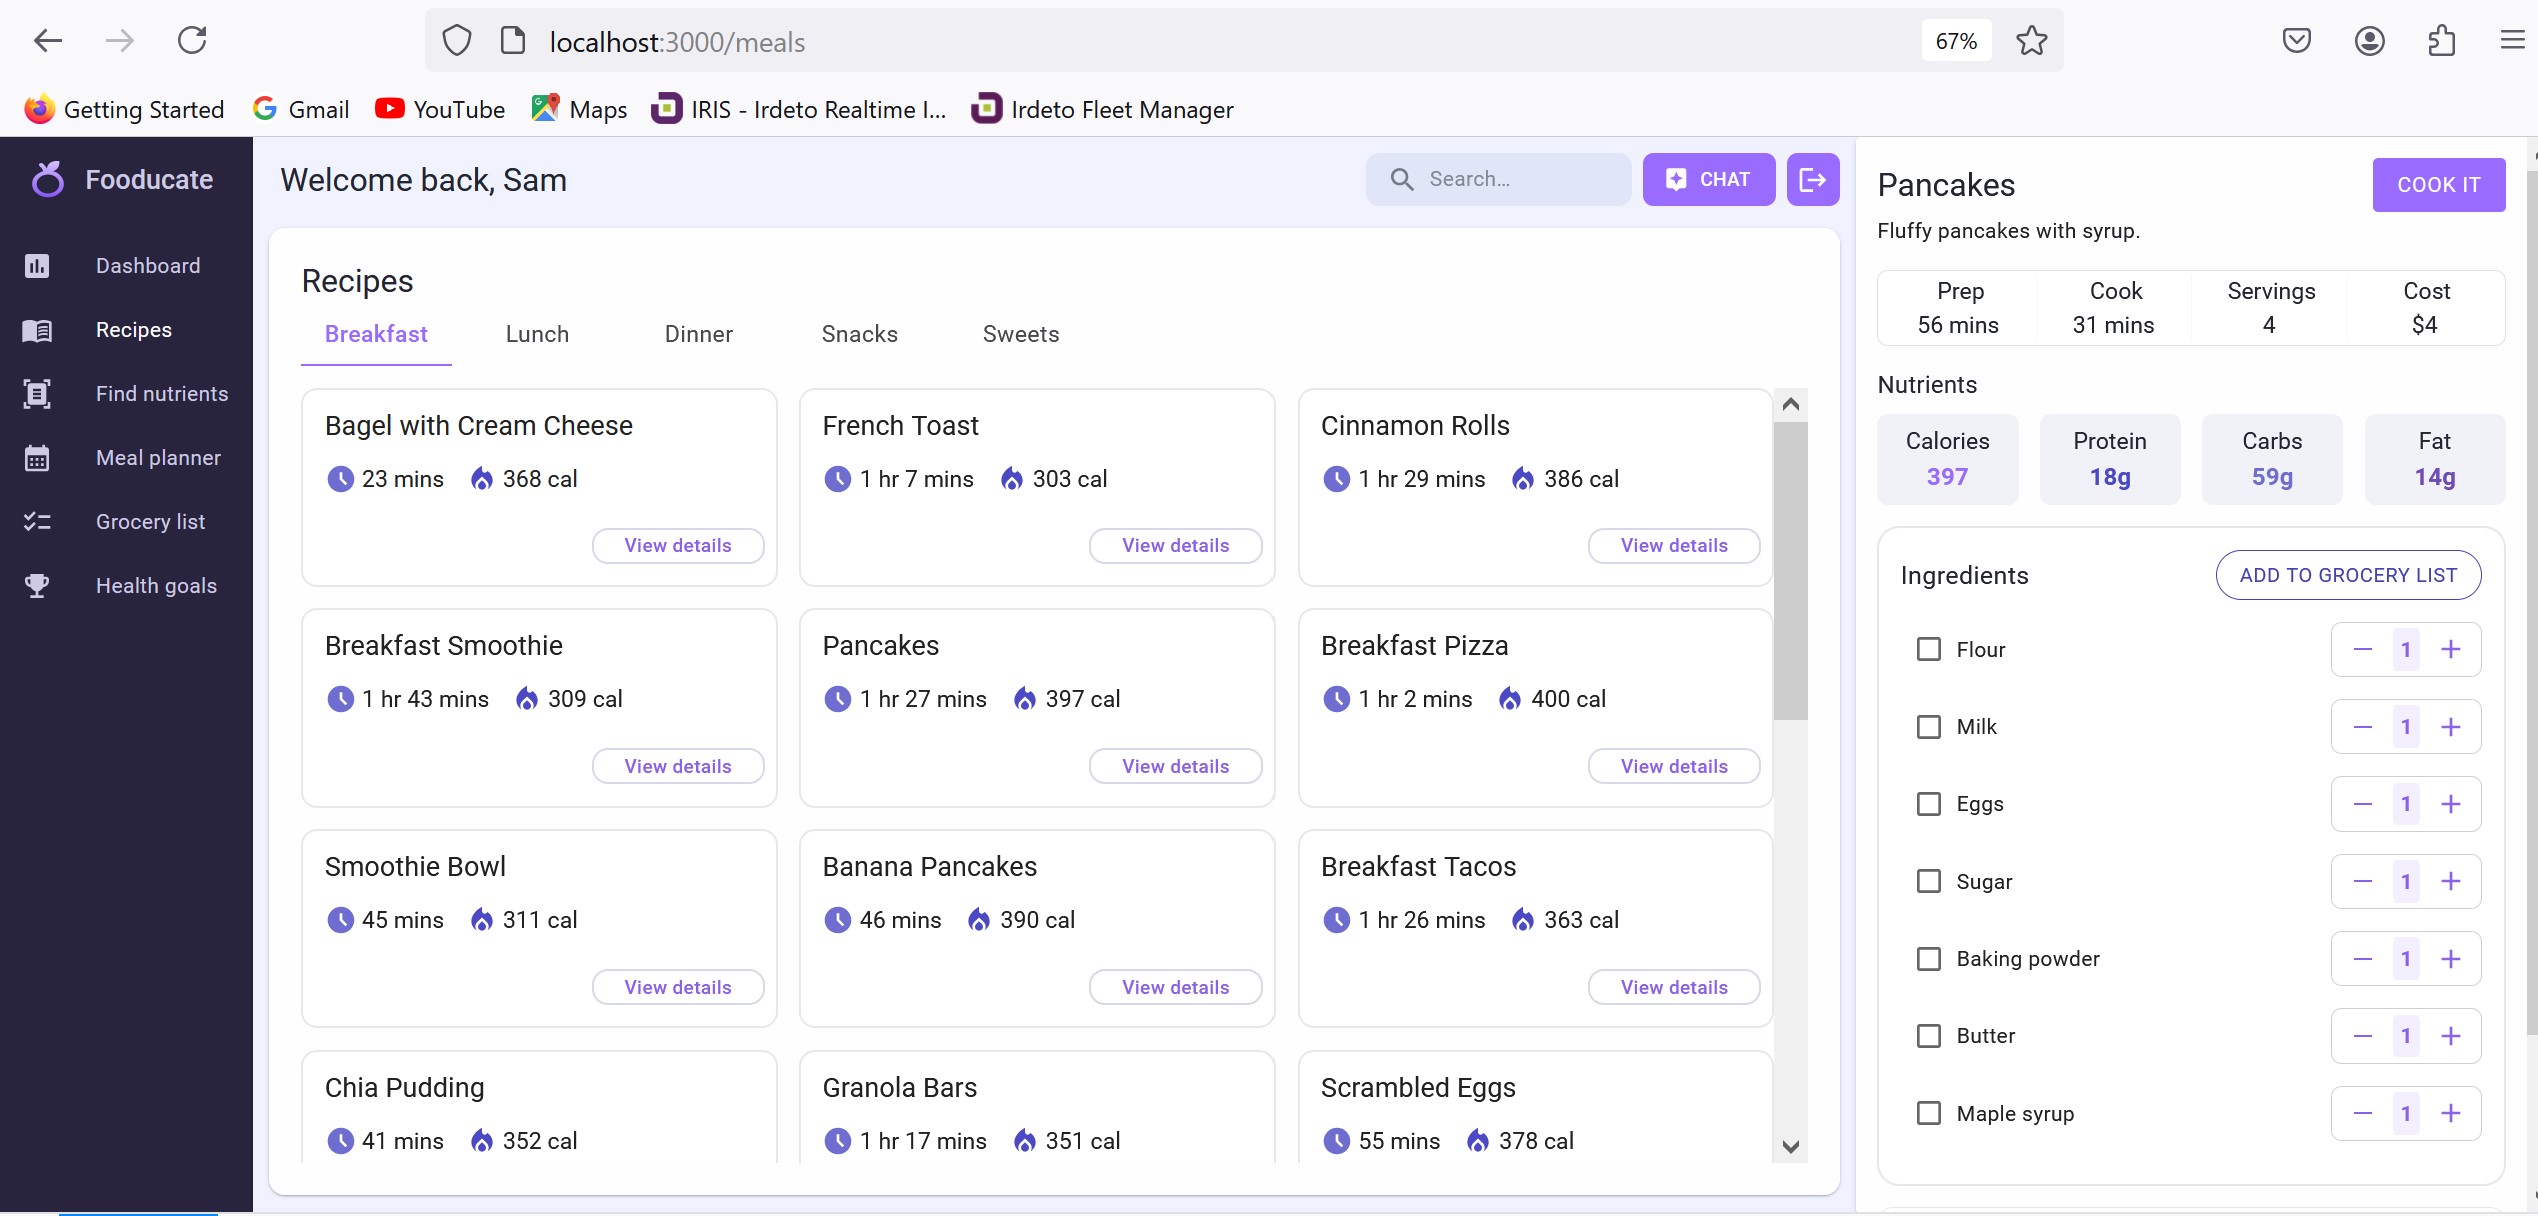 localhost:3000/meals
67%
Getting Started
Gmail
YouTube
Maps
IRIS - Irdeto Realtime I...
Irdeto Fleet Manager
Fooducate
Dashboard
Recipes
Find nutrients
Meal planner
Grocery list
Health goals
Welcome back, Sam
Search...
CHAT
Recipes
Breakfast Lunch Dinner Snacks Sweets
Bagel with Cream Cheese
23 mins 368 cal
View details
French Toast
1 hr 7 mins 303 cal
View details
Cinnamon Rolls
1 hr 29 mins 386 cal
View details
Breakfast Smoothie
1 hr 43 mins 309 cal
View details
Pancakes
1 hr 27 mins 397 cal
View details
Breakfast Pizza
1 hr 2 mins 400 cal
View details
Smoothie Bowl
45 mins 311 cal
View details
Banana Pancakes
46 mins 390 cal
View details
Breakfast Tacos
1 hr 26 mins 363 cal
View details
Chia Pudding
41 mins 352 cal
Granola Bars
1 hr 17 mins 351 cal
Scrambled Eggs
55 mins 378 cal
Pancakes
COOK IT
Fluffy pancakes with syrup.
Prep Cook Servings Cost
56 mins 31 mins 4 $4
Nutrients
Calories Protein Carbs Fat
397 18g 59g 14g
Ingredients
ADD TO GROCERY LIST
Flour 1
Milk 1
Eggs 1
Sugar 1
Baking powder 1
Butter 1
Maple syrup 1